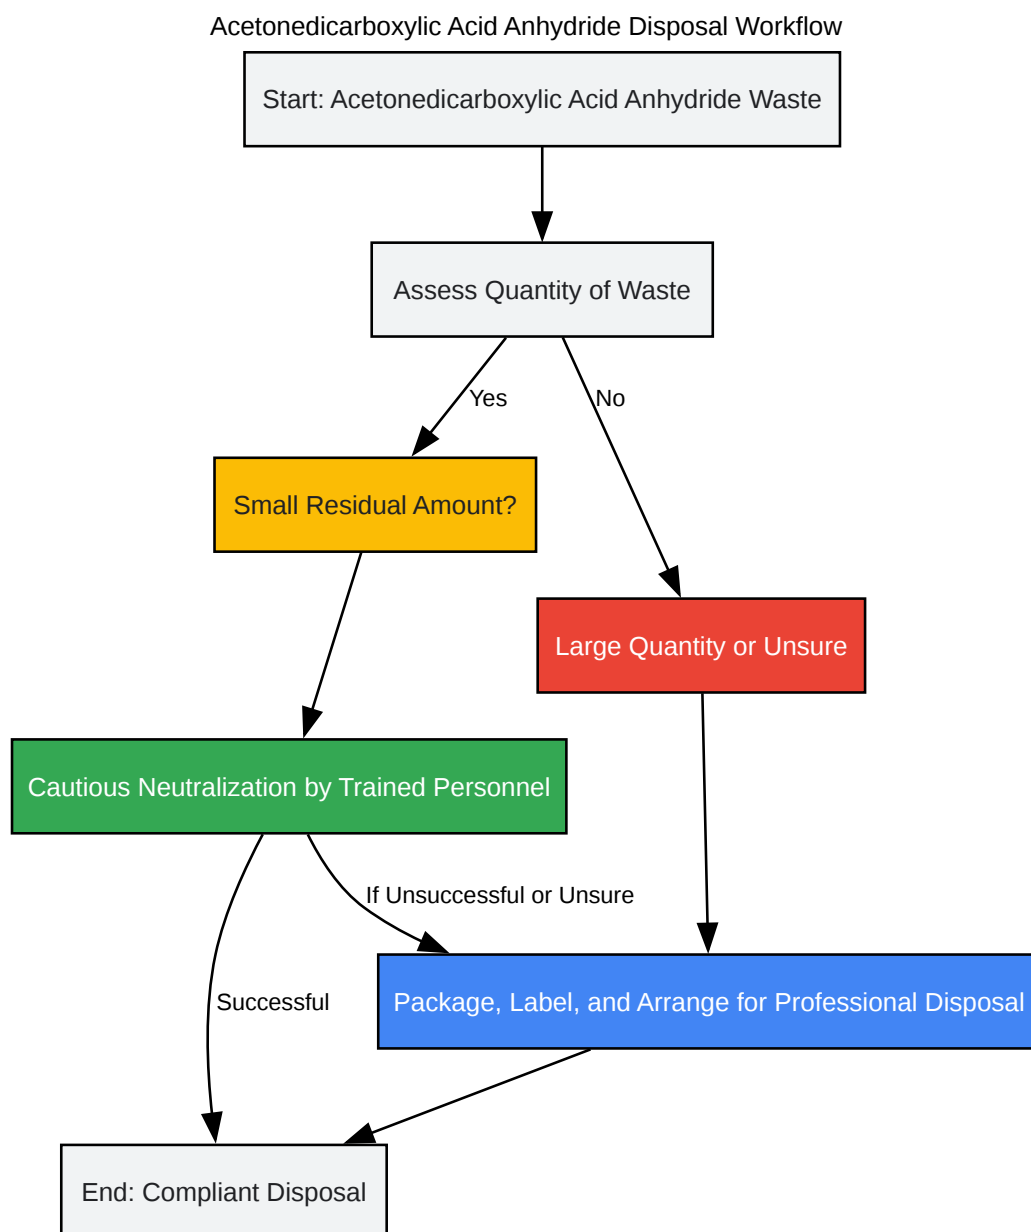 Acetonedicarboxylic Acid Anhydride Disposal Workflow
Start: Acetonedicarboxylic Acid Anhydride Waste
Assess Quantity of Waste
Yes
No
Small Residual Amount?
Large Quantity or Unsure
Cautious Neutralization by Trained Personnel
If Unsuccessful or Unsure
Successful
Package, Label, and Arrange for Professional Disposal
End: Compliant Disposal